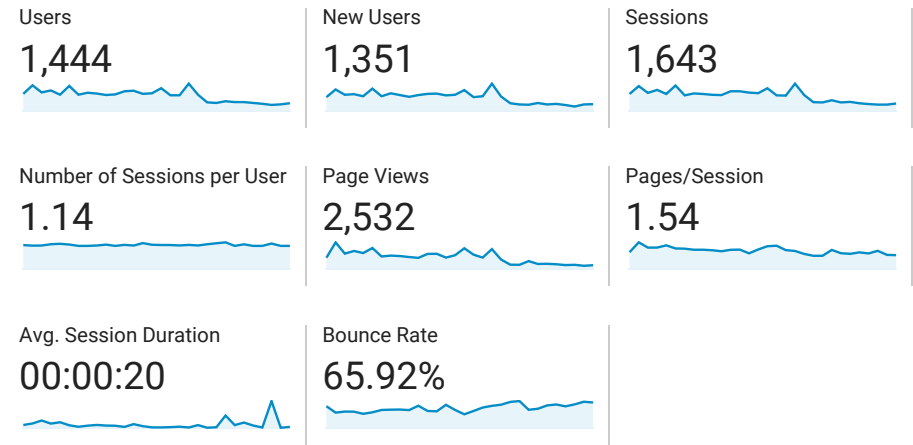 Users
1,444
New Users
1,351
Sessions
1,643
Number of Sessions per User
1.14
Page Views
2,532
Pages/Session
1.54
Avg. Session Duration
00:00:20
Bounce Rate
65.92%